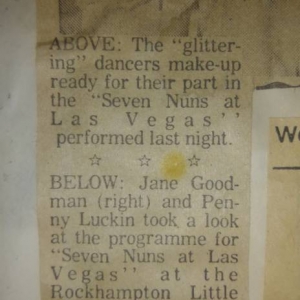 ABOVE: The "glitter-
ing" dancers make-up
ready for their part in
the "Seven Nuns at
Las Vegas''
performed last night.
☆ ☆ ☆
BELOW: Jane Good-
man (right) and Pen-
ny Luckin took a look
at the programme for
"Seven Nuns at Las
Vegas" at the
Rockhampton Little